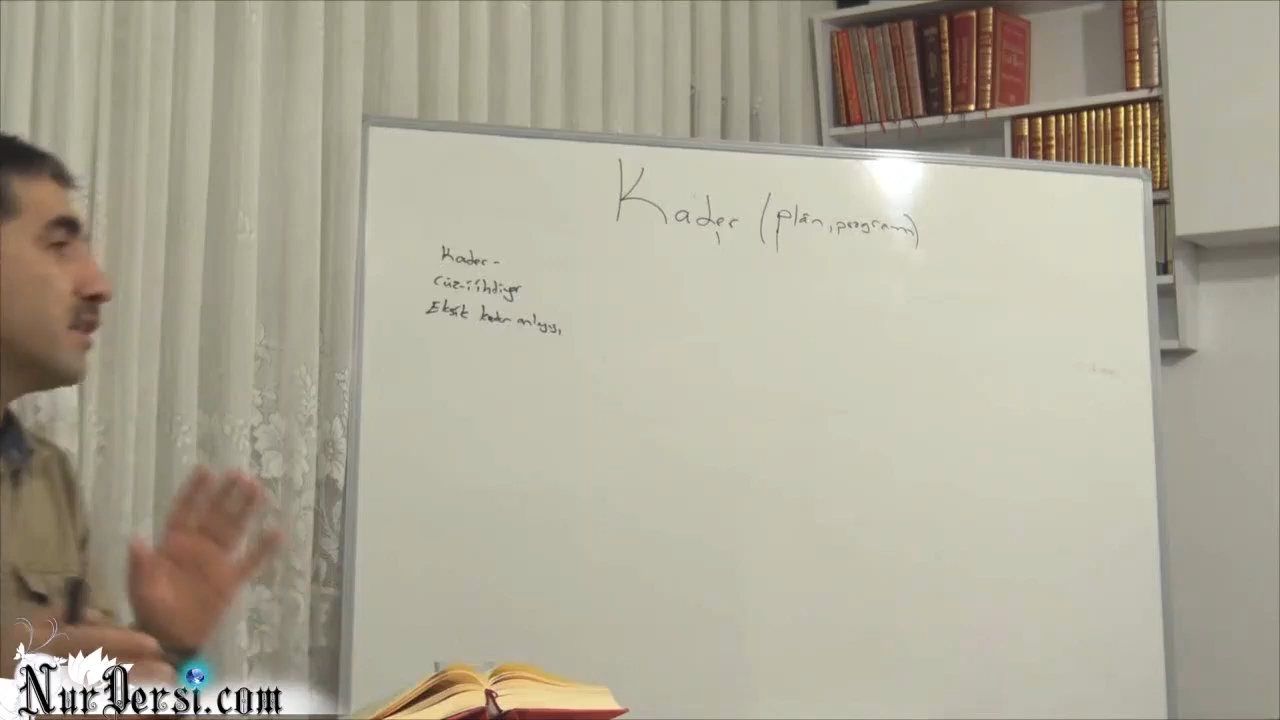 Kader (plân, program)
Kader -
Cüz-i ihtiyar
Eksik kader anlayışı
NurDersi.com